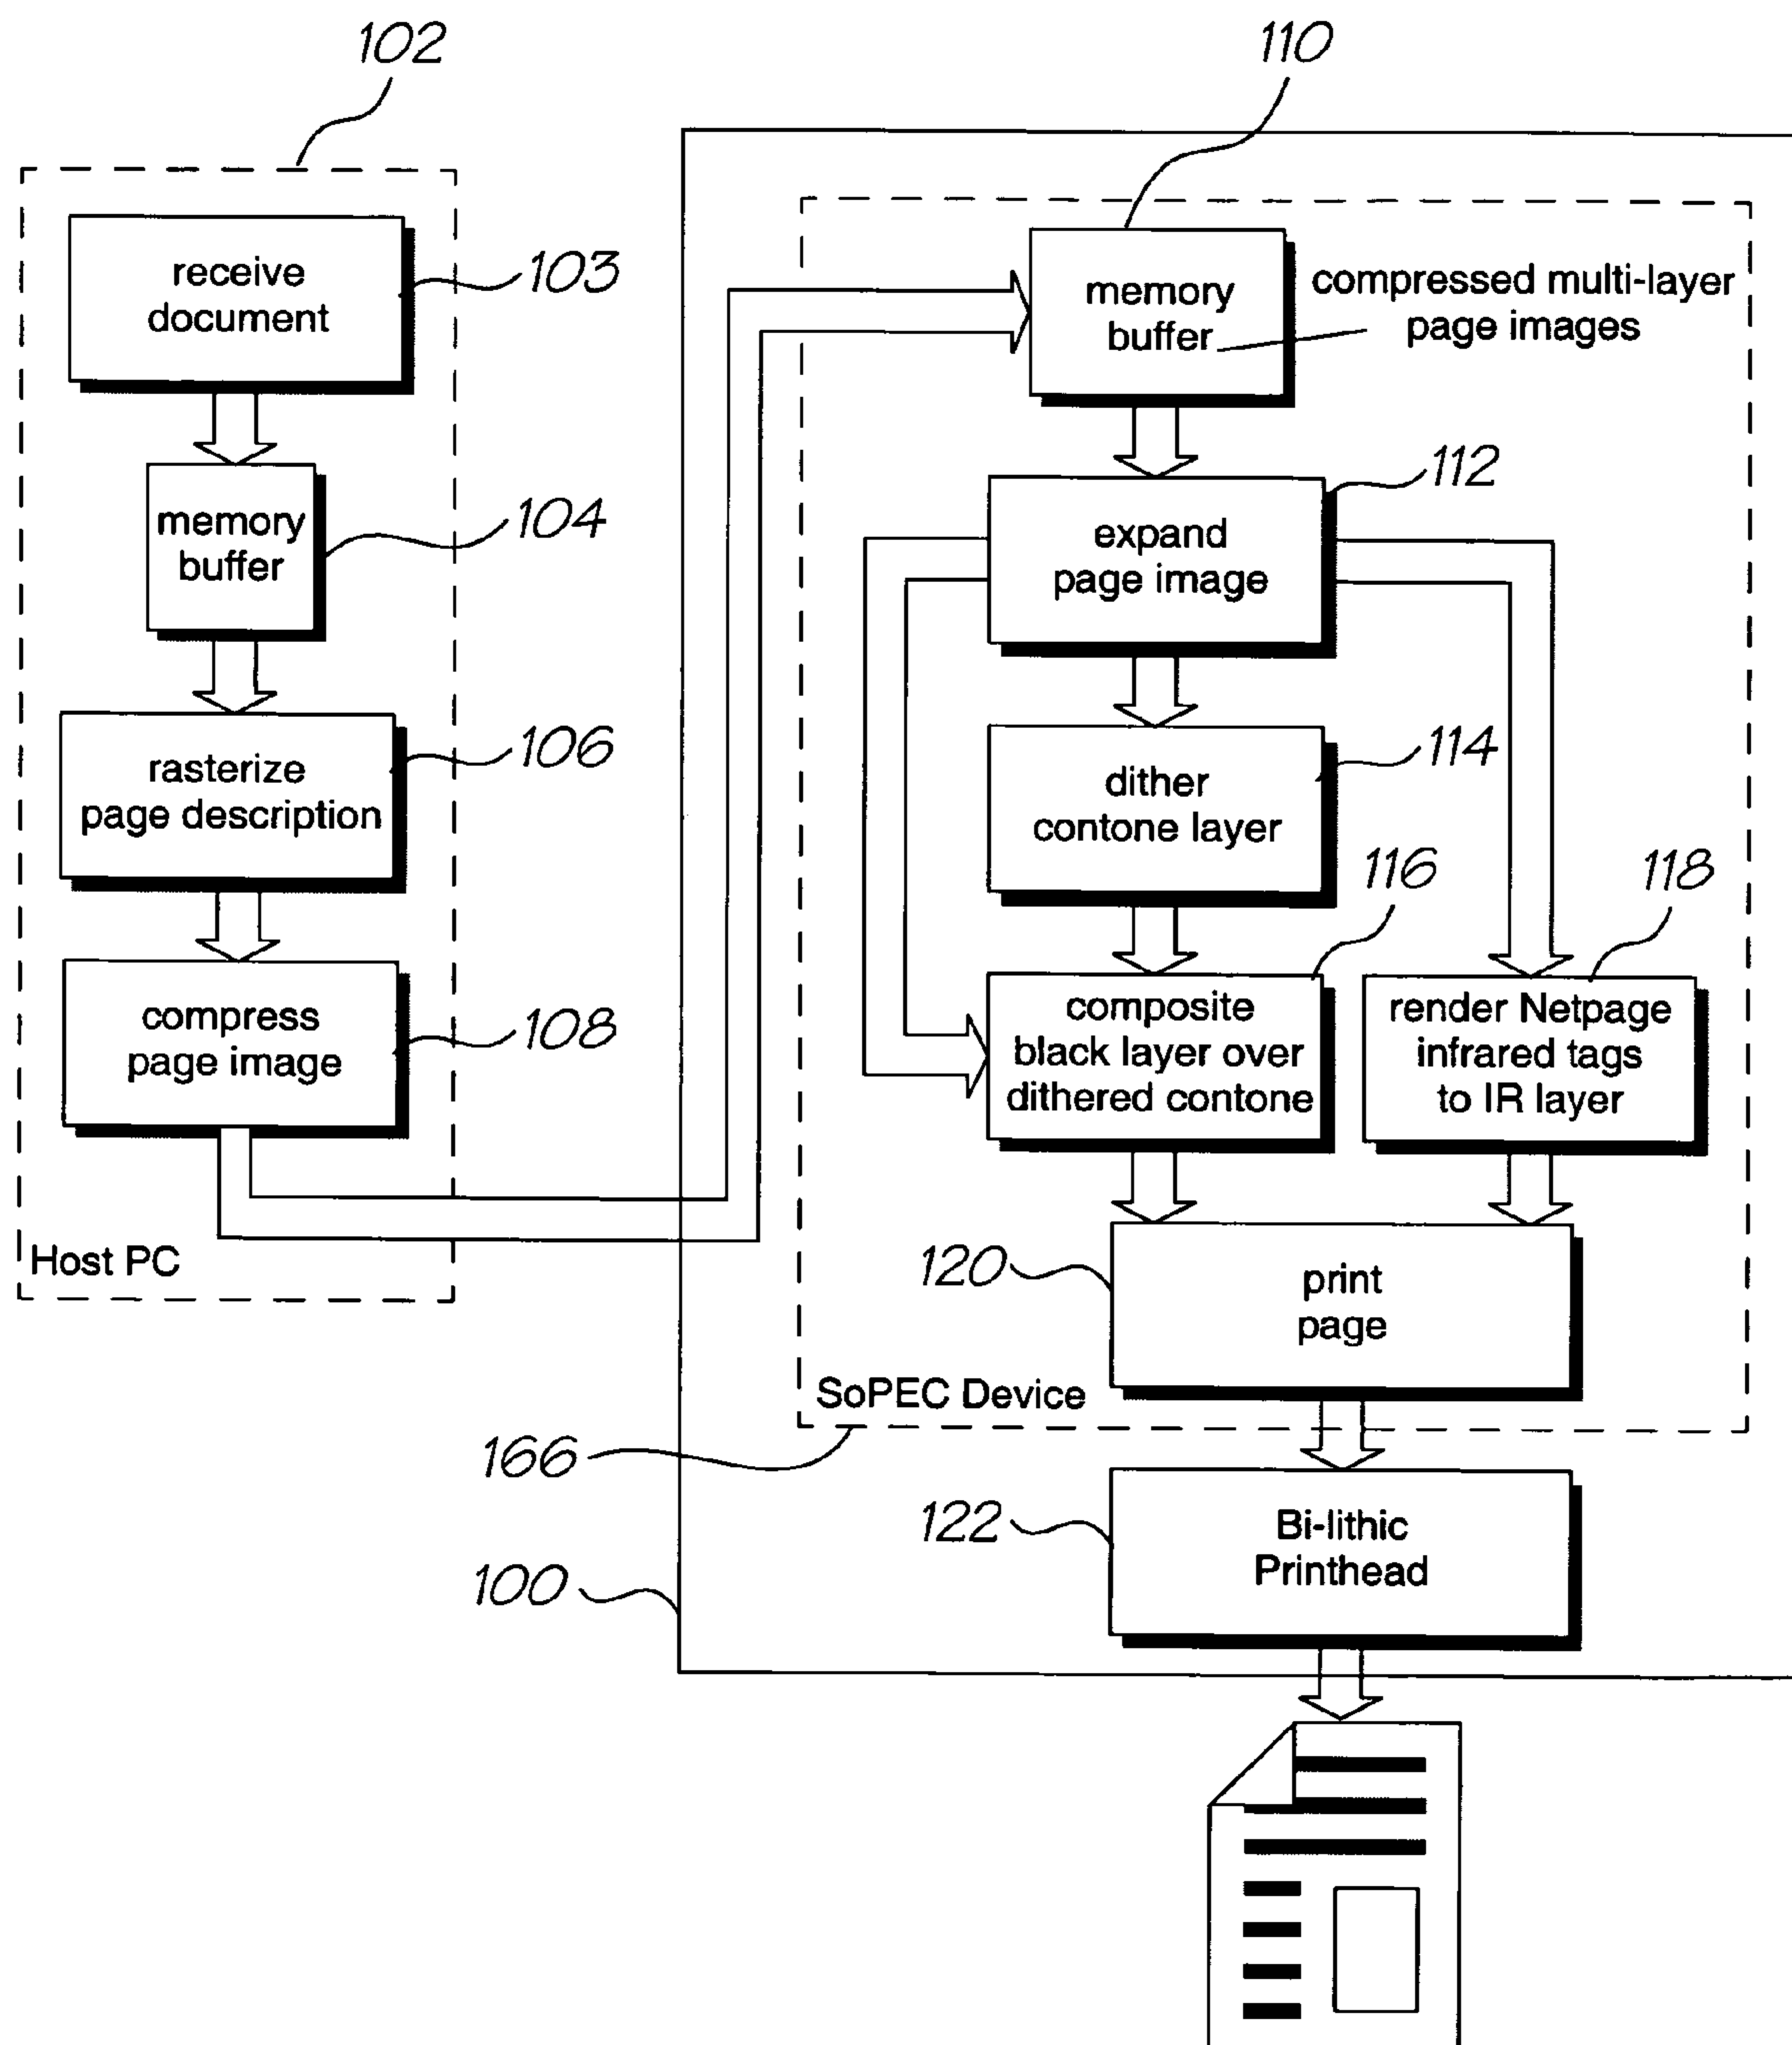 102
110
receive
document
103
memory
buffer
compressed multi-layer
page images
memory
buffer
104
expand
page image
112
rasterize
page description
106
dither
contone layer
114
compress
page image
108
composite
black layer over
dithered contone
116
render Netpage
infrared tags
to IR layer
118
Host PC
120
print
page
SoPEC Device
166
122
Bi-lithic
Printhead
100